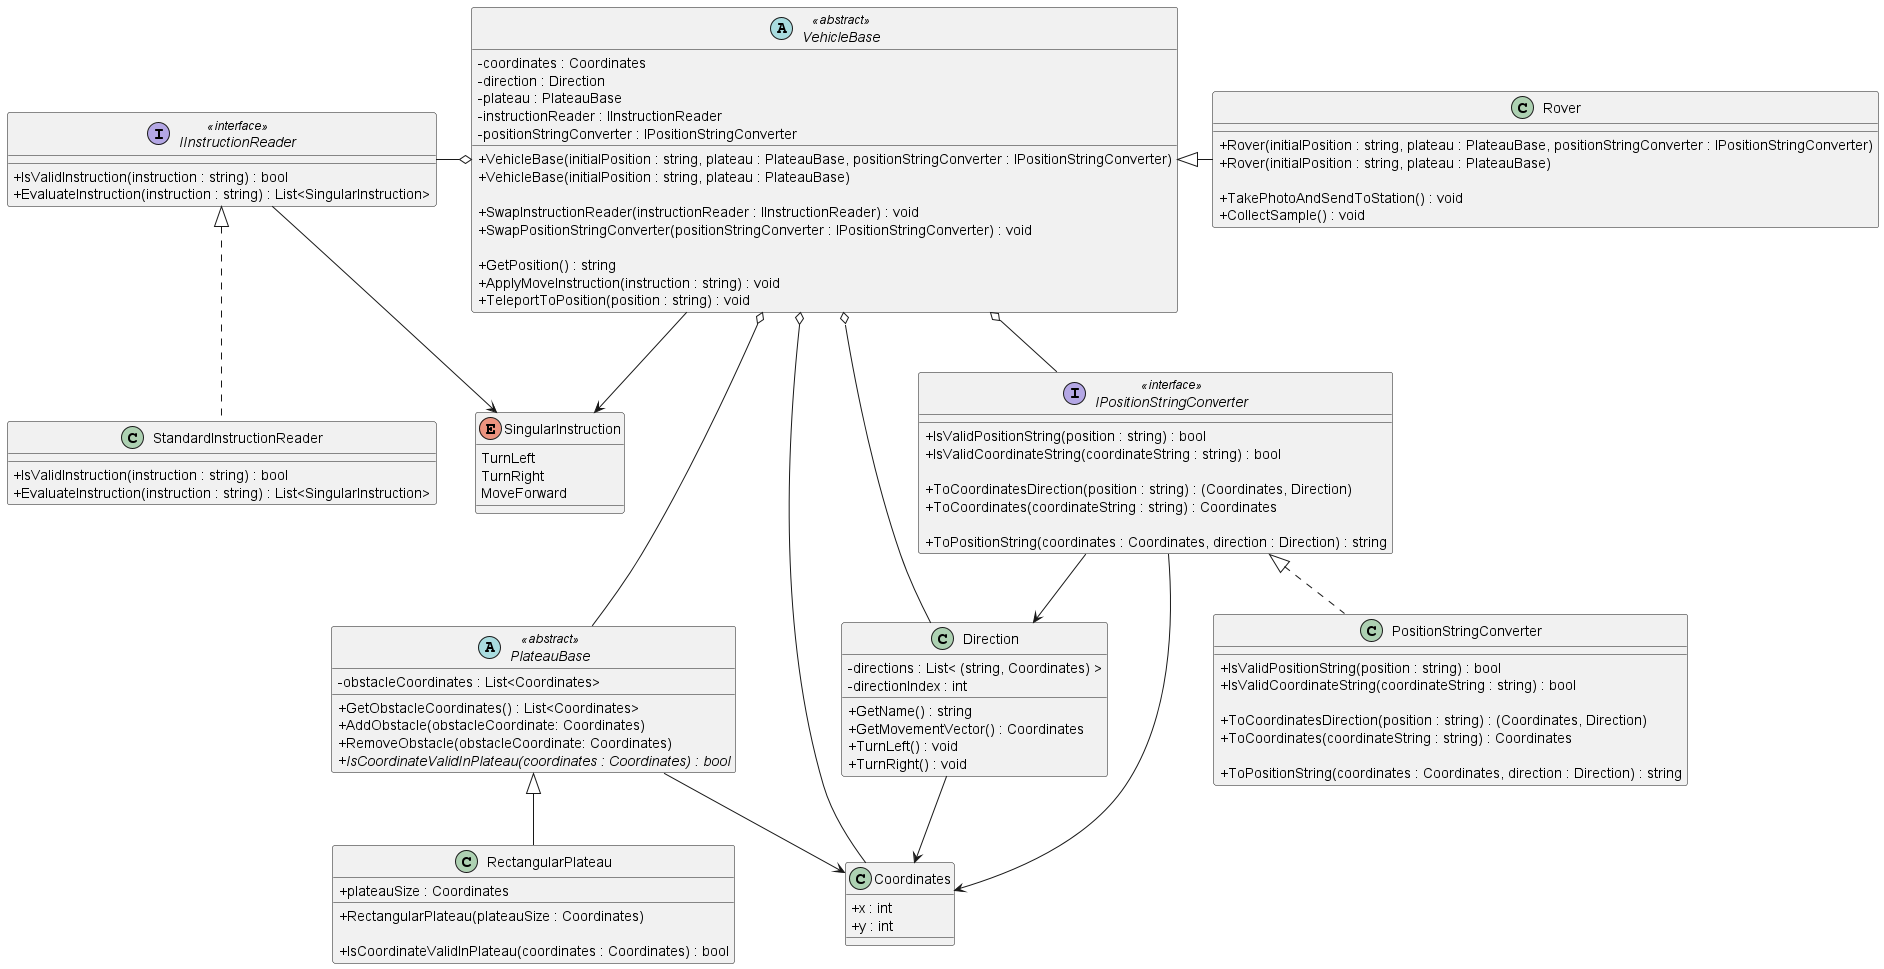 A
«abstract»
VehicleBase
-coordinates : Coordinates
-direction : Direction
-plateau : PlateauBase
-instructionReader : IInstructionReader
-positionStringConverter : IPositionStringConverter
+VehicleBase(initialPosition : string, plateau : PlateauBase, positionStringConverter : IPositionStringConverter)
+VehicleBase(initialPosition : string, plateau : PlateauBase)
+SwapInstructionReader(instructionReader : IInstructionReader) : void
+SwapPositionStringConverter(positionStringConverter : IPositionStringConverter) : void
+GetPosition() : string
+ApplyMoveInstruction(instruction : string) : void
+TeleportToPosition(position : string) : void
I
«interface»
IInstructionReader
+IsValidInstruction(instruction : string) : bool
+EvaluateInstruction(instruction : string) : List<SingularInstruction>
C
Rover
+Rover(initialPosition : string, plateau : PlateauBase, positionStringConverter : IPositionStringConverter)
+Rover(initialPosition : string, plateau : PlateauBase)
+TakePhotoAndSendToStation() : void
+CollectSample() : void
C
StandardInstructionReader
+IsValidInstruction(instruction : string) : bool
+EvaluateInstruction(instruction : string) : List<SingularInstruction>
E
SingularInstruction
TurnLeft
TurnRight
MoveForward
I
«interface»
IPositionStringConverter
+IsValidPositionString(position : string) : bool
+IsValidCoordinateString(coordinateString : string) : bool
+ToCoordinatesDirection(position : string) : (Coordinates, Direction)
+ToCoordinates(coordinateString : string) : Coordinates
+ToPositionString(coordinates : Coordinates, direction : Direction) : string
A
«abstract»
PlateauBase
-obstacleCoordinates : List<Coordinates>
+GetObstacleCoordinates() : List<Coordinates>
+AddObstacle(obstacleCoordinate: Coordinates)
+RemoveObstacle(obstacleCoordinate: Coordinates)
+IsCoordinateValidInPlateau(coordinates : Coordinates) : bool
C
Direction
-directions : List< (string, Coordinates) >
-directionIndex : int
+GetName() : string
+GetMovementVector() : Coordinates
+TurnLeft() : void
+TurnRight() : void
C
PositionStringConverter
+IsValidPositionString(position : string) : bool
+IsValidCoordinateString(coordinateString : string) : bool
+ToCoordinatesDirection(position : string) : (Coordinates, Direction)
+ToCoordinates(coordinateString : string) : Coordinates
+ToPositionString(coordinates : Coordinates, direction : Direction) : string
C
RectangularPlateau
+plateauSize : Coordinates
+RectangularPlateau(plateauSize : Coordinates)
+IsCoordinateValidInPlateau(coordinates : Coordinates) : bool
C
Coordinates
+x : int
+y : int